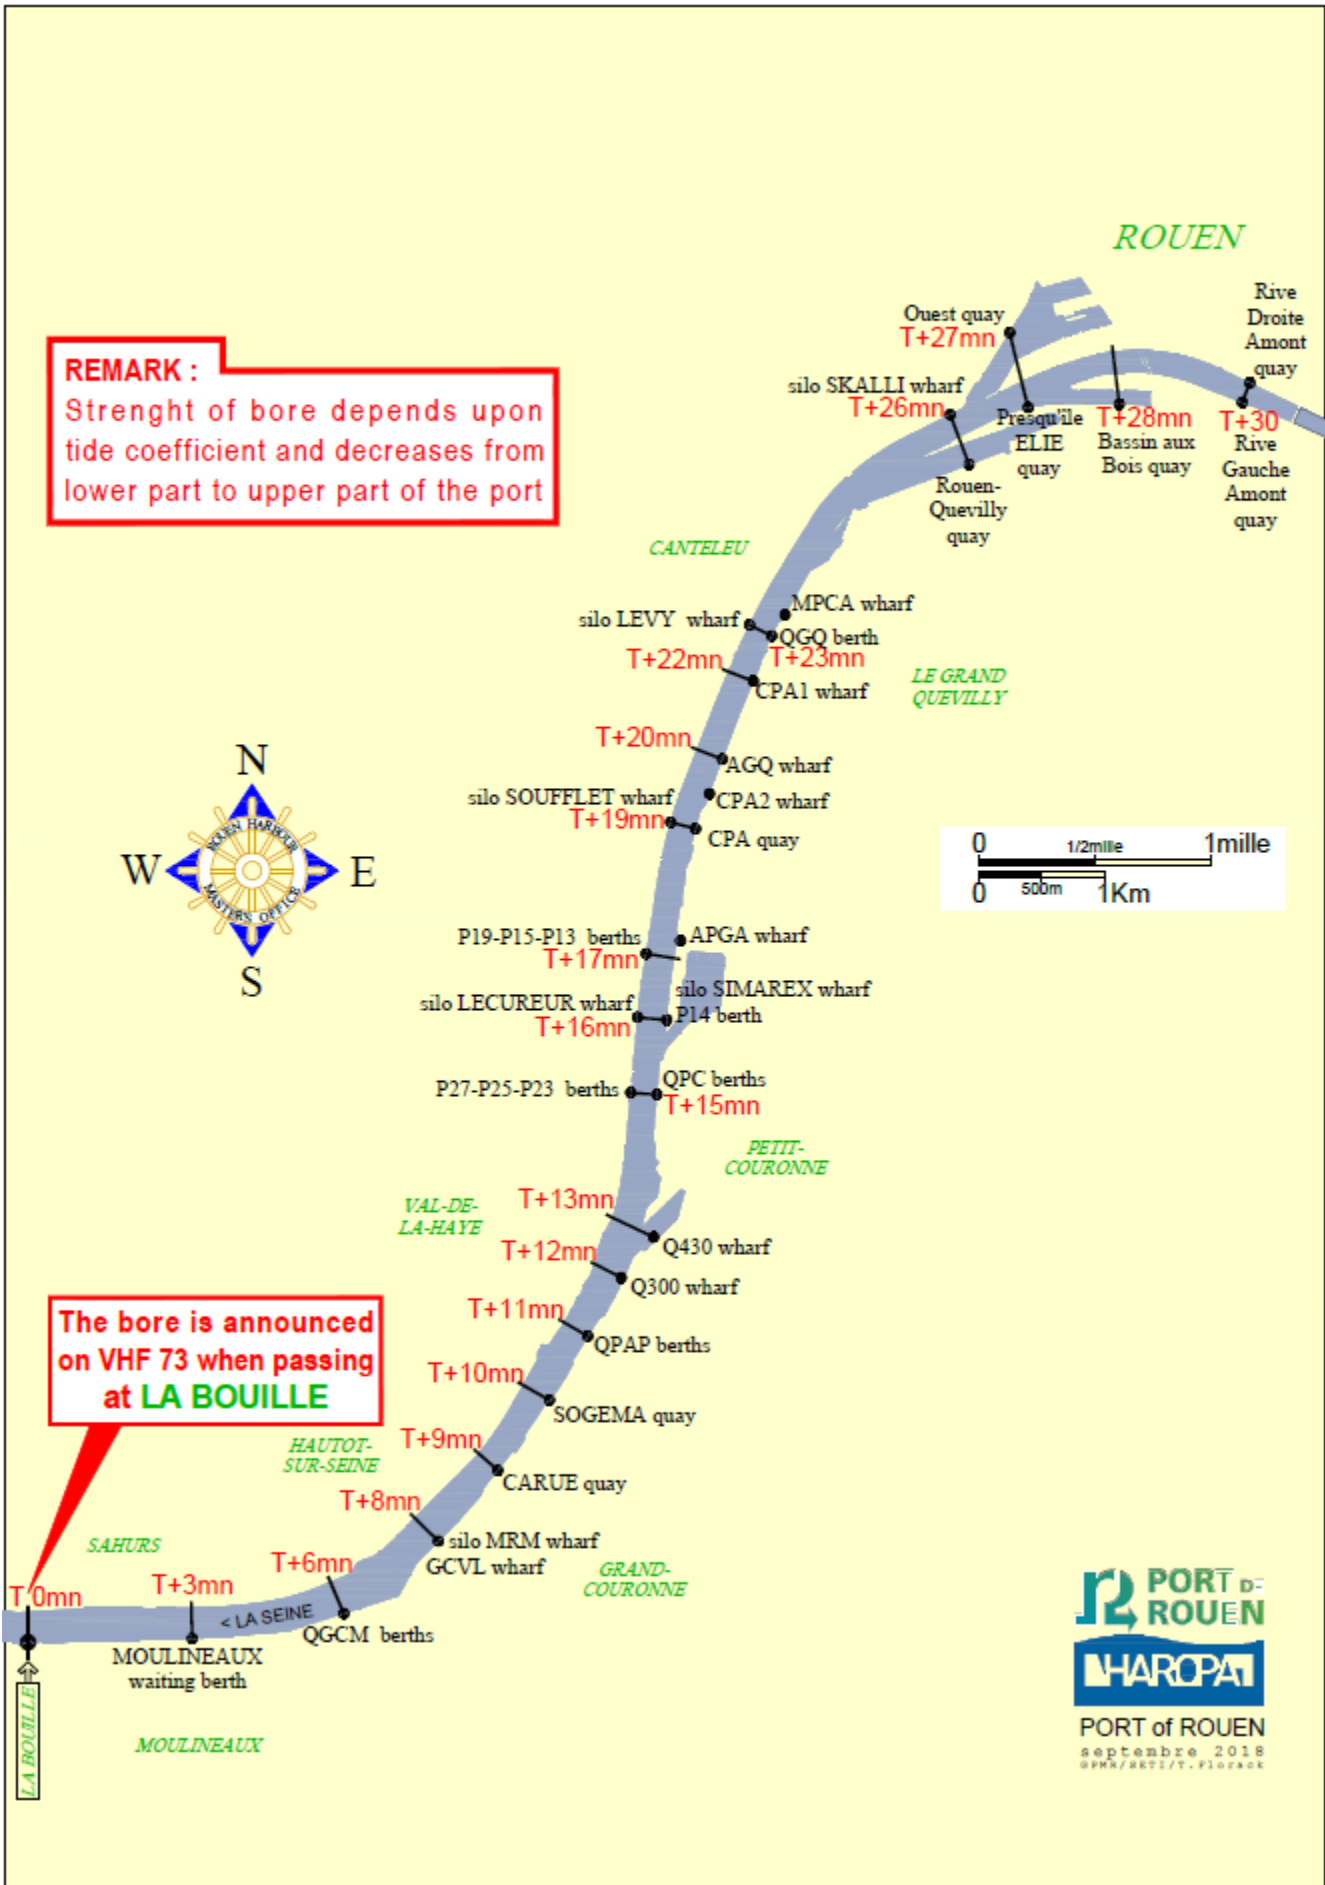 ROUEN
Rive
Droite
Amont
quay
Ouest quay
T+27mn
silo SKALLI wharf
T+26mn
Presqu'ile
ELIE
quay
T+28mn
Bassin aux
Bois quay
T+30
Rive
Gauche
Amont
quay
Rouen-
Quevilly
quay
REMARK :
Strenght of bore depends upon
tide coefficient and decreases from
lower part to upper part of the port
CANTELEU
MPCA wharf
silo LEVY wharf
QGQ berth
T+23mn
T+22mn
CPA1 wharf
LE GRAND
QUEVILLY
T+20mn
AGQ wharf
silo SOUFFLET wharf
CPA2 wharf
T+19mn
CPA quay
N
W
E
S
ROUEN HARBOUR
MASTER'S OFFICE
0 1/2mille 1mille
0 500m 1Km
P19-P15-P13 berths
APGA wharf
T+17mn
silo SIMAREX wharf
silo LECUREUR wharf
P14 berth
T+16mn
P27-P25-P23 berths
QPC berths
T+15mn
PETIT-
COURONNE
VAL-DE-
LA-HAYE
T+13mn
Q430 wharf
T+12mn
Q300 wharf
T+11mn
QPAP berths
T+10mn
SOGEMA quay
The bore is announced
on VHF 73 when passing
at LA BOUILLE
HAUTOT-
SUR-SEINE
T+9mn
CARUE quay
T+8mn
silo MRM wharf
GCVL wharf
GRAND-
COURONNE
SAHURS
T+6mn
T 0mn
T+3mn
< LA SEINE
QGCM berths
MOULINEAUX
waiting berth
LA BOUILLE
MOULINEAUX
PORT DE
ROUEN
HAROPA
PORT of ROUEN
septembre 2018
GPMR/SETI/T.Florack